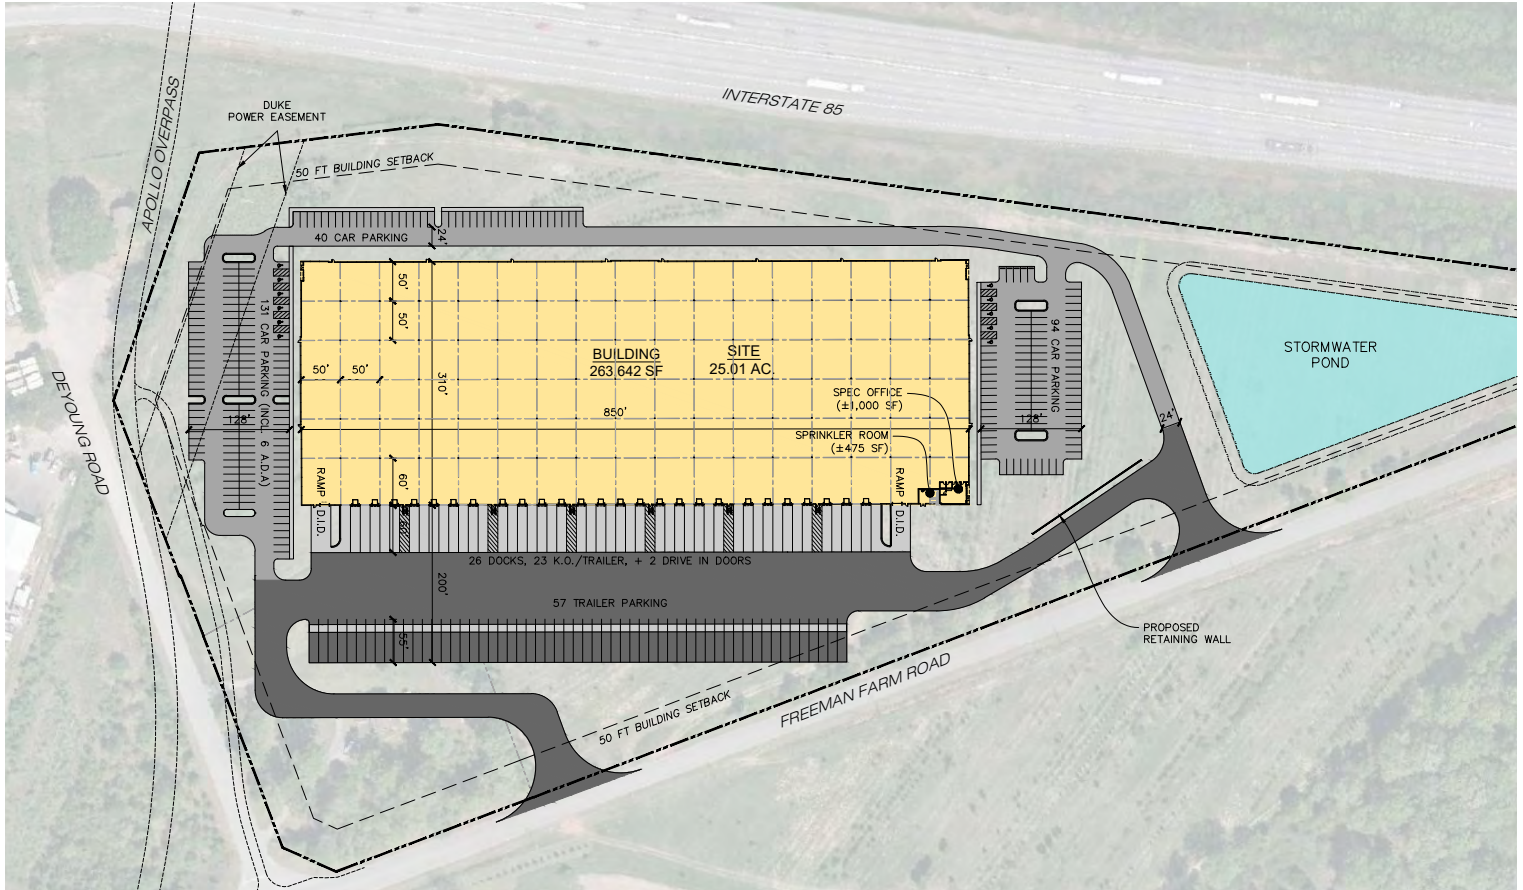 INTERSTATE 85
DUKE
POWER EASEMENT
APOLLO OVERPASS
50 FT BUILDING SETBACK
40 CAR PARKING
24'
50'
50'
50'
50'
310'
BUILDING
263,642 SF
SITE
25.01 AC.
850'
SPEC OFFICE
(±1,000 SF)
SPRINKLER ROOM
(±475 SF)
131 CAR PARKING (INCL. 6 A.D.A)
128'
94 CAR PARKING
128'
24'
STORMWATER
POND
DEYOUNG ROAD
60'
RAMP
D.I.D.
RAMP
D.I.D.
60'
26 DOCKS, 23 K.O./TRAILER, + 2 DRIVE IN DOORS
200'
57 TRAILER PARKING
55'
PROPOSED
RETAINING WALL
FREEMAN FARM ROAD
50 FT BUILDING SETBACK